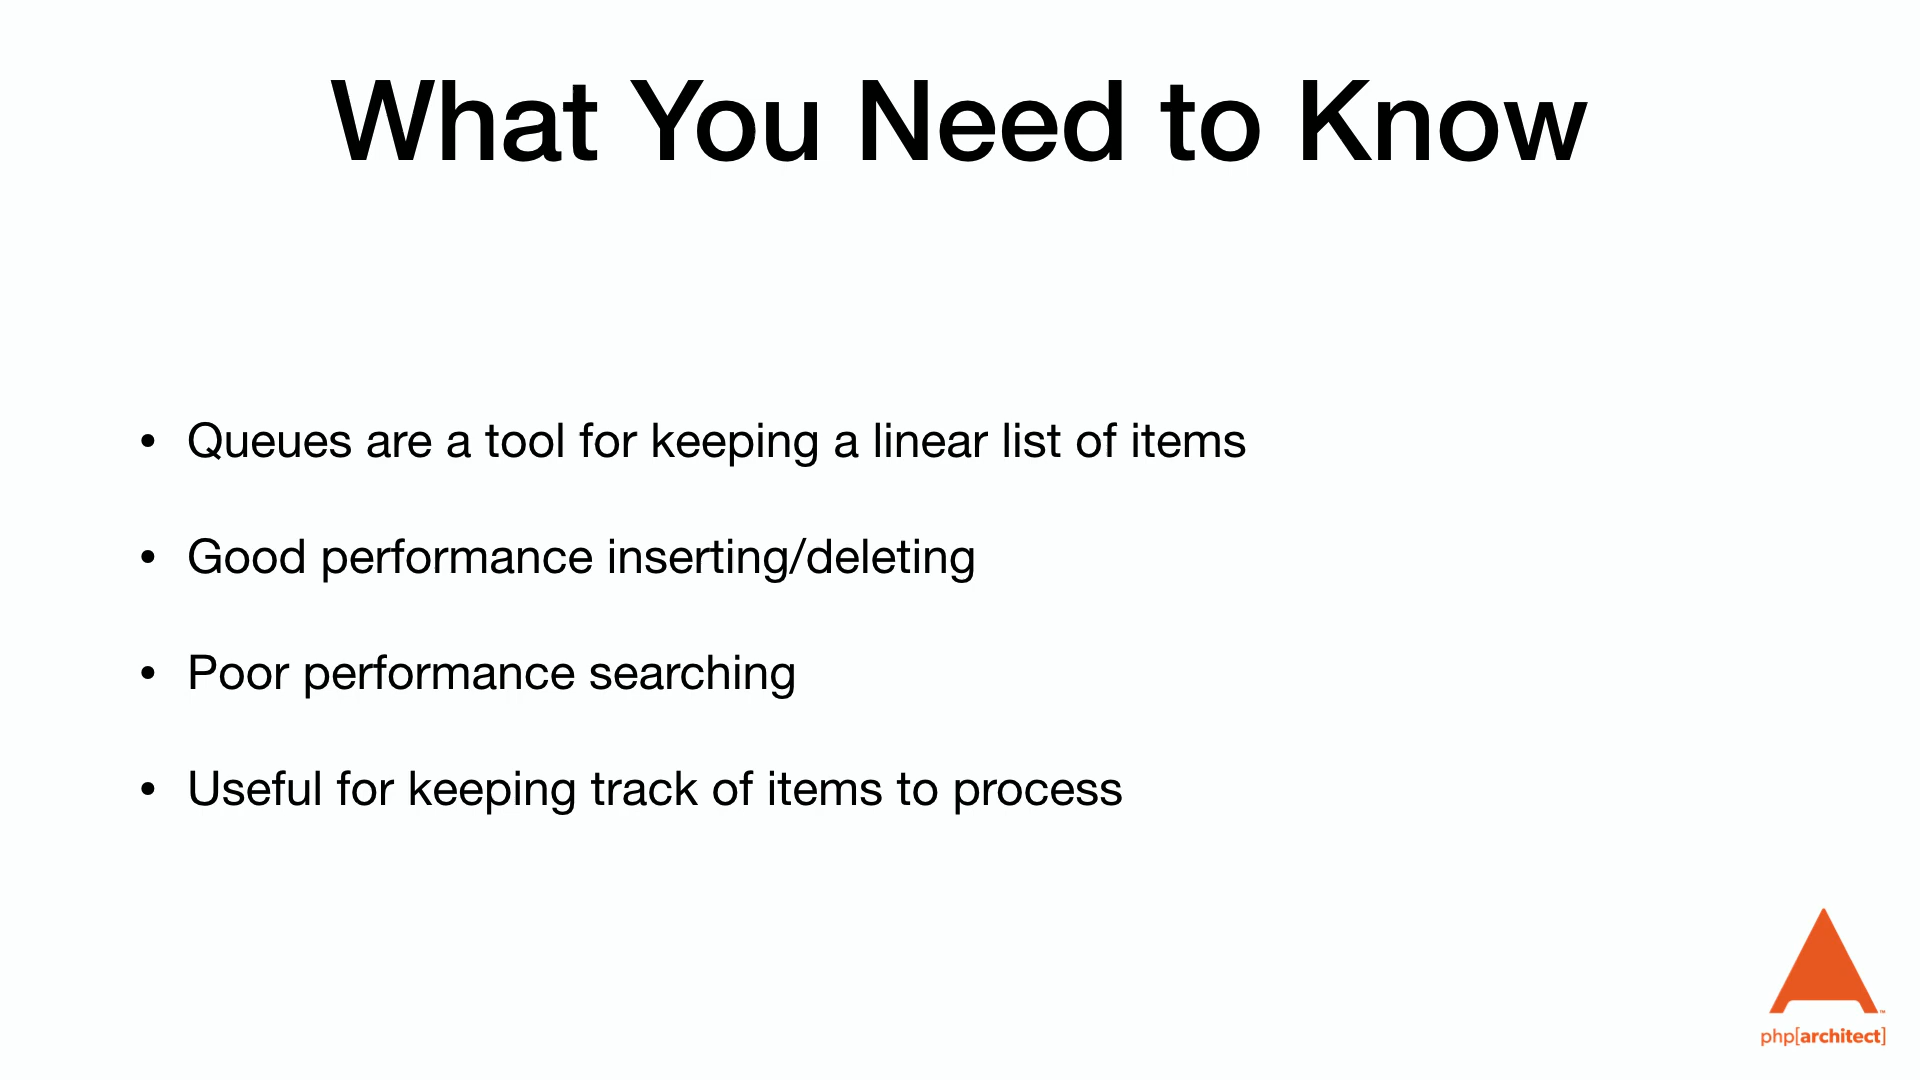 What You Need to Know
• Queues are a tool for keeping a linear list of items
• Good performance inserting/deleting
• Poor performance searching
• Useful for keeping track of items to process
php[architect]